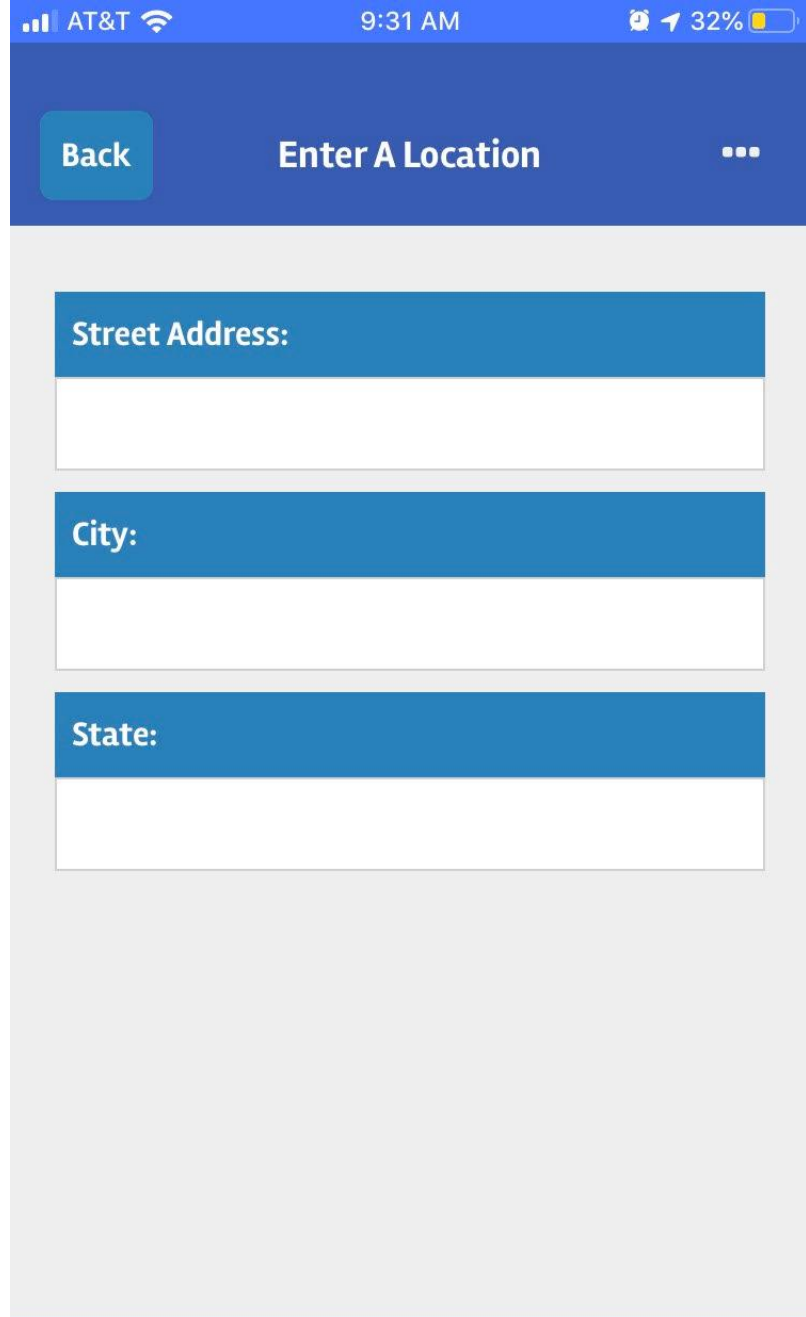 AT&T 9:31 AM 32%
Back Enter A Location
Street Address:
City:
State: